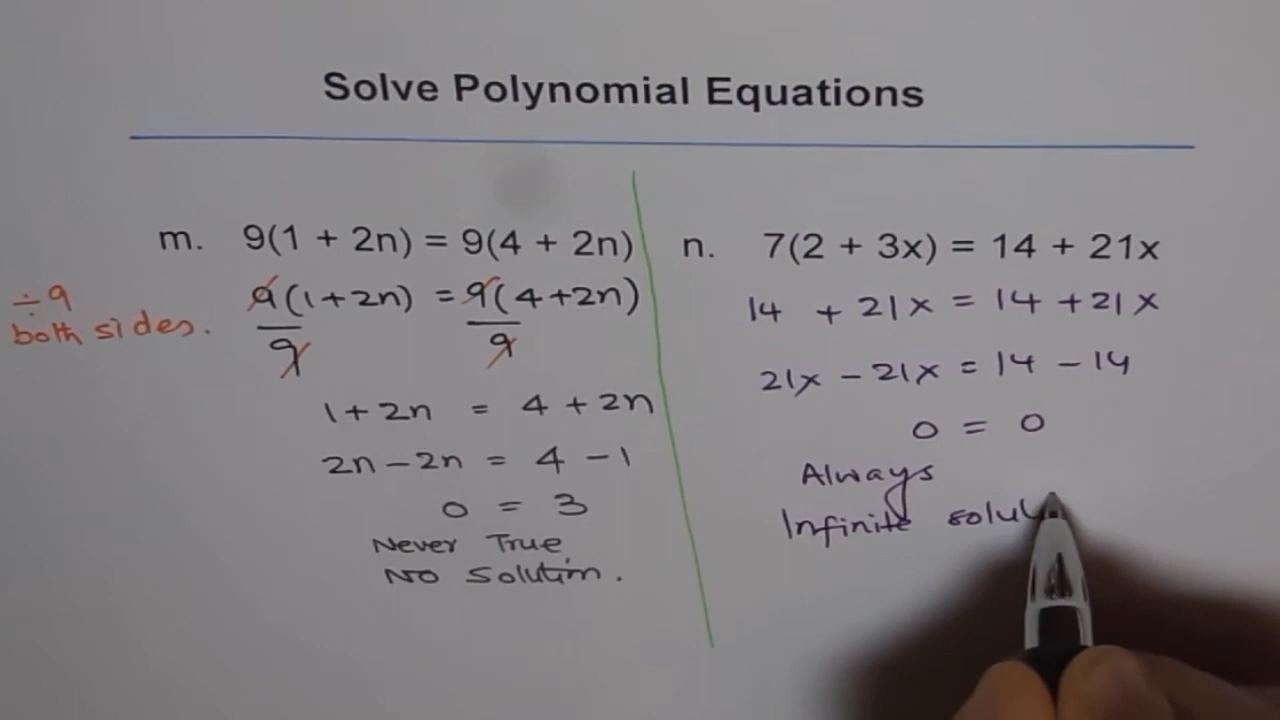 Solve Polynomial Equations
m. 9(1 + 2n) = 9(4 + 2n)
÷9
both sides.
9(1+2n) = 9(4+2n)
9 9
1+2n = 4+2n
2n-2n = 4-1
0 = 3
Never True
No Solution.
n. 7(2 + 3x) = 14 + 21x
14 + 21x = 14 + 21x
21x - 21x = 14 - 14
0 = 0
Always
Infinite